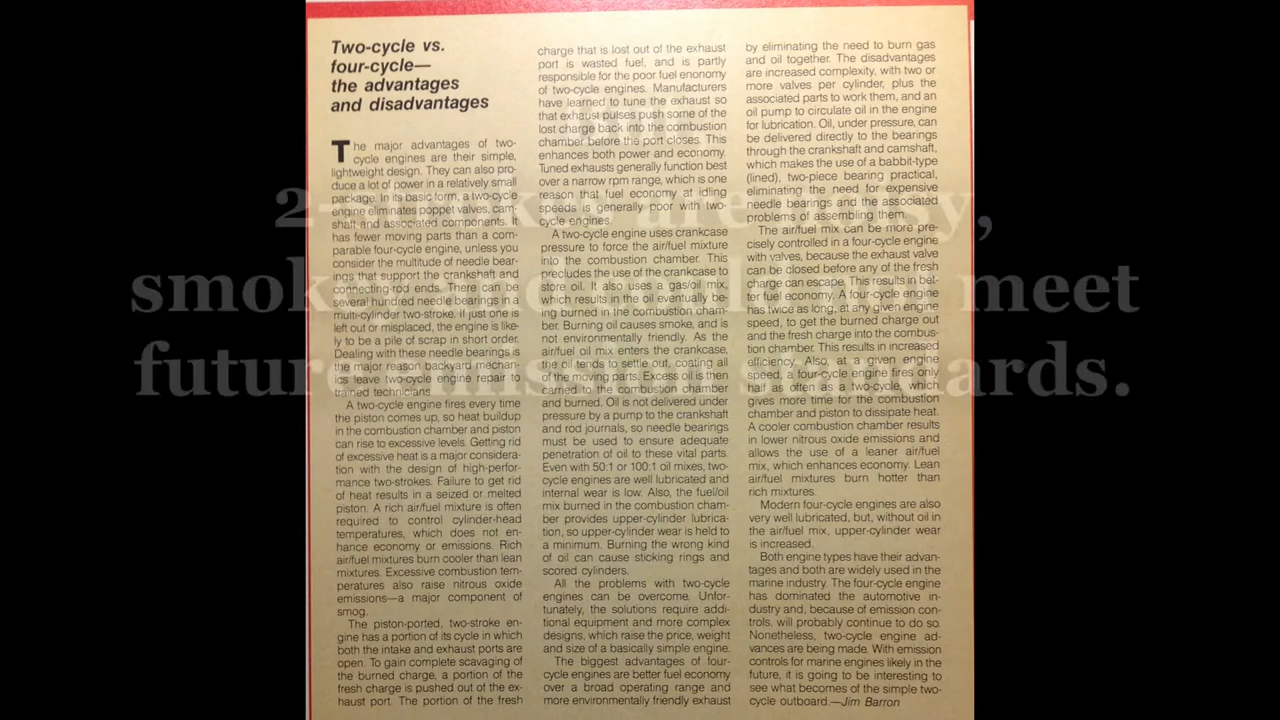 Two-cycle vs.
four-cycle—
the advantages
and disadvantages
The major advantages of two-
cycle engines are their simple,
lightweight design. They can also pro-
duce a lot of power in a relatively small
package. In its basic form, a two-cycle
engine eliminates poppet valves, cam-
shaft and associated components. It
has fewer moving parts than a com-
parable four-cycle engine, unless you
consider the multitude of needle bear-
ings that support the crankshaft and
connecting-rod ends. There can be
several hundred needle bearings in a
multi-cylinder two-stroke. If just one is
left out or misplaced, the engine is like-
ly to be a pile of scrap in short order.
Dealing with these needle bearings is
the major reason backyard mechan-
ics leave two-cycle engine repair to
trained technicians.
A two-cycle engine fires every time
the piston comes up, so heat buildup
in the combustion chamber and piston
can rise to excessive levels. Getting rid
of excessive heat is a major considera-
tion with the design of high-perfor-
mance two-strokes. Failure to get rid
of heat results in a seized or melted
piston. A rich air/fuel mixture is often
required to control cylinder-head
temperatures, which does not en-
hance economy or emissions. Rich
air/fuel mixtures burn cooler than lean
mixtures. Excessive combustion tem-
peratures also raise nitrous oxide
emissions—a major component of
smog.
The piston-ported, two-stroke en-
gine has a portion of its cycle in which
both the intake and exhaust ports are
open. To gain complete scavaging of
the burned charge, a portion of the
fresh charge is pushed out of the ex-
haust port. The portion of the fresh
charge that is lost out of the exhaust
port is wasted fuel, and is partly
responsible for the poor fuel enonomy
of two-cycle engines. Manufacturers
have learned to tune the exhaust so
that exhaust pulses push some of the
lost charge back into the combustion
chamber before the port closes. This
enhances both power and economy.
Tuned exhausts generally function best
over a narrow rpm range, which is one
reason that fuel economy at idling
speeds is generally poor with two-
cycle engines.
A two-cycle engine uses crankcase
pressure to force the air/fuel mixture
into the combustion chamber. This
precludes the use of the crankcase to
store oil. It also uses a gas/oil mix,
which results in the oil eventually be-
ing burned in the combustion cham-
ber. Burning oil causes smoke, and is
not environmentally friendly. As the
air/fuel oil mix enters the crankcase,
the oil tends to settle out, coating all
of the moving parts. Excess oil is then
carried to the combustion chamber
and burned. Oil is not delivered under
pressure by a pump to the crankshaft
and rod journals, so needle bearings
must be used to ensure adequate
penetration of oil to these vital parts.
Even with 50:1 or 100:1 oil mixes, two-
cycle engines are well lubricated and
internal wear is low. Also, the fuel/oil
mix burned in the combustion cham-
ber provides upper-cylinder lubrica-
tion, so upper-cylinder wear is held to
a minimum. Burning the wrong kind
of oil can cause sticking rings and
scored cylinders.
All the problems with two-cycle
engines can be overcome. Unfor-
tunately, the solutions require addi-
tional equipment and more complex
designs, which raise the price, weight
and size of a basically simple engine.
The biggest advantages of four-
cycle engines are better fuel economy
over a broad operating range and
more environmentally friendly exhaust
by eliminating the need to burn gas
and oil together. The disadvantages
are increased complexity, with two or
more valves per cylinder, plus the
associated parts to work them, and an
oil pump to circulate oil in the engine
for lubrication. Oil, under pressure, can
be delivered directly to the bearings
through the crankshaft and camshaft,
which makes the use of a babbit-type
(lined), two-piece bearing practical,
eliminating the need for expensive
needle bearings and the associated
problems of assembling them.
The air/fuel mix can be more pre-
cisely controlled in a four-cycle engine
with valves, because the exhaust valve
can be closed before any of the fresh
charge can escape. This results in bet-
ter fuel economy. A four-cycle engine
has twice as long, at any given engine
speed, to get the burned charge out
and the fresh charge into the combus-
tion chamber. This results in increased
efficiency. Also, at a given engine
speed, a four-cycle engine fires only
half as often as a two-cycle, which
gives more time for the combustion
chamber and piston to dissipate heat.
A cooler combustion chamber results
in lower nitrous oxide emissions and
allows the use of a leaner air/fuel
mix, which enhances economy. Lean
air/fuel mixtures burn hotter than
rich mixtures.
Modern four-cycle engines are also
very well lubricated, but, without oil in
the air/fuel mix, upper-cylinder wear
is increased.
Both engine types have their advan-
tages and both are widely used in the
marine industry. The four-cycle engine
has dominated the automotive in-
dustry and, because of emission con-
trols, will probably continue to do so.
Nonetheless, two-cycle engine ad-
vances are being made. With emission
controls for marine engines likely in the
future, it is going to be interesting to
see what becomes of the simple two-
cycle outboard.—Jim Barron
meet